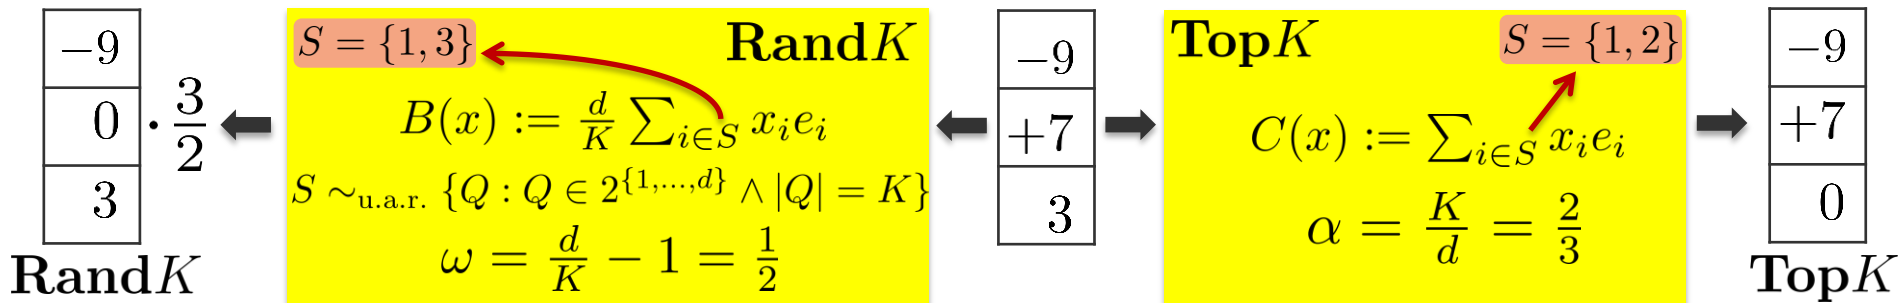 −9
0
3
· 3/2
RandK
S = {1, 3}
RandK
B(x) := d/K ∑_{i∈S} x_i e_i
S ∼_{u.a.r.} {Q : Q ∈ 2^{{1,...,d}} ∧ |Q| = K}
ω = d/K − 1 = 1/2
−9
+7
3
TopK
S = {1, 2}
C(x) := ∑_{i∈S} x_i e_i
α = K/d = 2/3
−9
+7
0
TopK